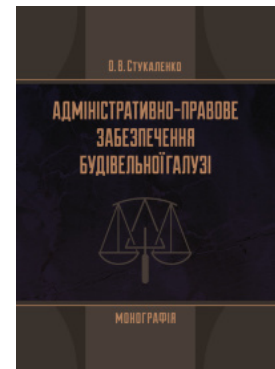 О. В. Стукаленко
АДМІНІСТРАТИВНО-ПРАВОВЕ
ЗАБЕЗПЕЧЕННЯ
БУДІВЕЛЬНОЇ ГАЛУЗІ
МОНОГРАФІЯ